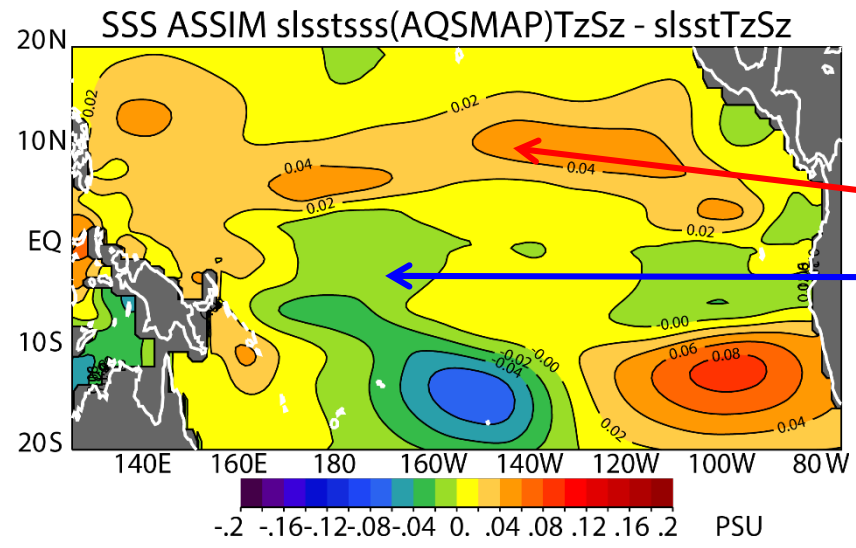 SSS ASSIM slsstsss(AQSMAP)TzSz - slsstTzSz
20N
0.02
0.02
10N
0.04
0.04
0.02
0.02
EQ
-0.00
10S
-0.02
-0.00
-0.04
0.06
0.08
0.02
0.04
20S
140E 160E 180 160W 140W 120W 100W 80W
-.2 -.16 -.12 -.08 -.04 0. .04 .08 .12 .16 .2 PSU